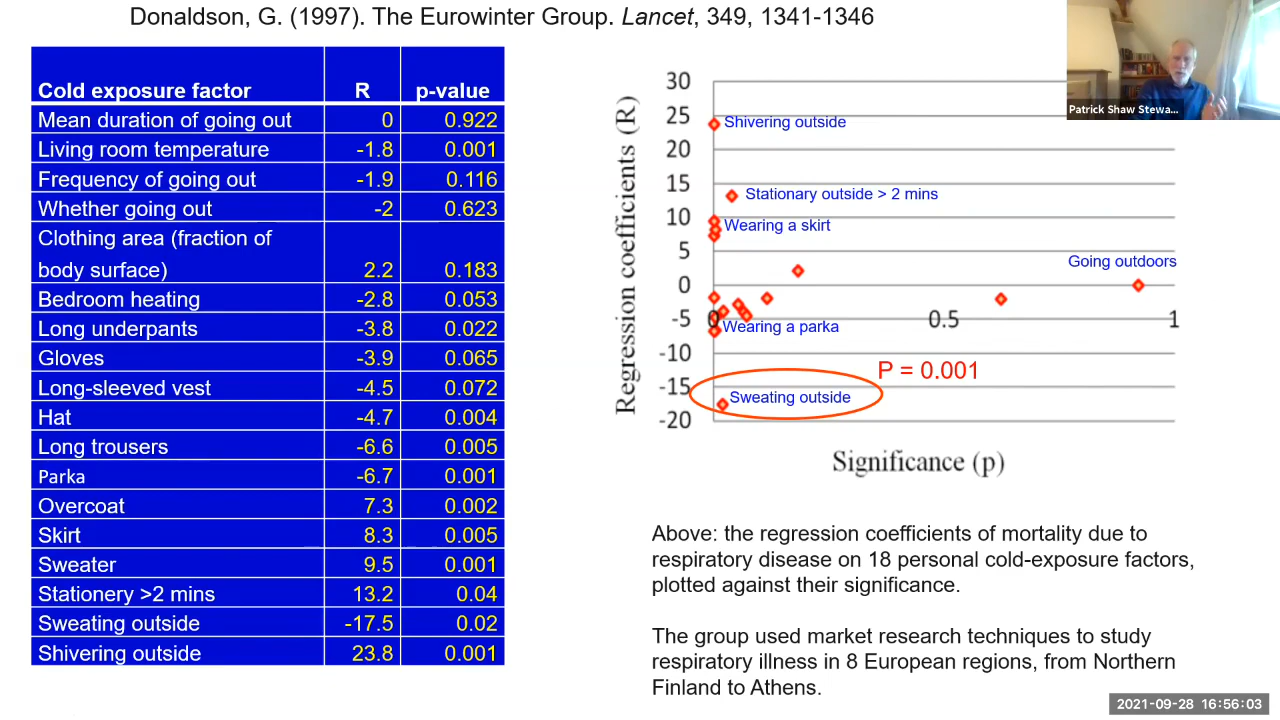 Donaldson, G. (1997). The Eurowinter Group. Lancet, 349, 1341-1346
Patrick Shaw Stewa...
Cold exposure factor R p-value
Mean duration of going out 0 0.922
Living room temperature -1.8 0.001
Frequency of going out -1.9 0.116
Whether going out -2 0.623
Clothing area (fraction of
body surface) 2.2 0.183
Bedroom heating -2.8 0.053
Long underpants -3.8 0.022
Gloves -3.9 0.065
Long-sleeved vest -4.5 0.072
Hat -4.7 0.004
Long trousers -6.6 0.005
Parka -6.7 0.001
Overcoat 7.3 0.002
Skirt 8.3 0.005
Sweater 9.5 0.001
Stationery >2 mins 13.2 0.04
Sweating outside -17.5 0.02
Shivering outside 23.8 0.001
Regression coefficients (R)
30
25
20
15
10
5
0
-5
-10
-15
-20
Shivering outside
Stationary outside > 2 mins
Wearing a skirt
Going outdoors
0 0.5 1
Wearing a parka
P = 0.001
Sweating outside
Significance (p)
Above: the regression coefficients of mortality due to
respiratory disease on 18 personal cold-exposure factors,
plotted against their significance.
The group used market research techniques to study
respiratory illness in 8 European regions, from Northern
Finland to Athens.
2021-09-28 16:56:03